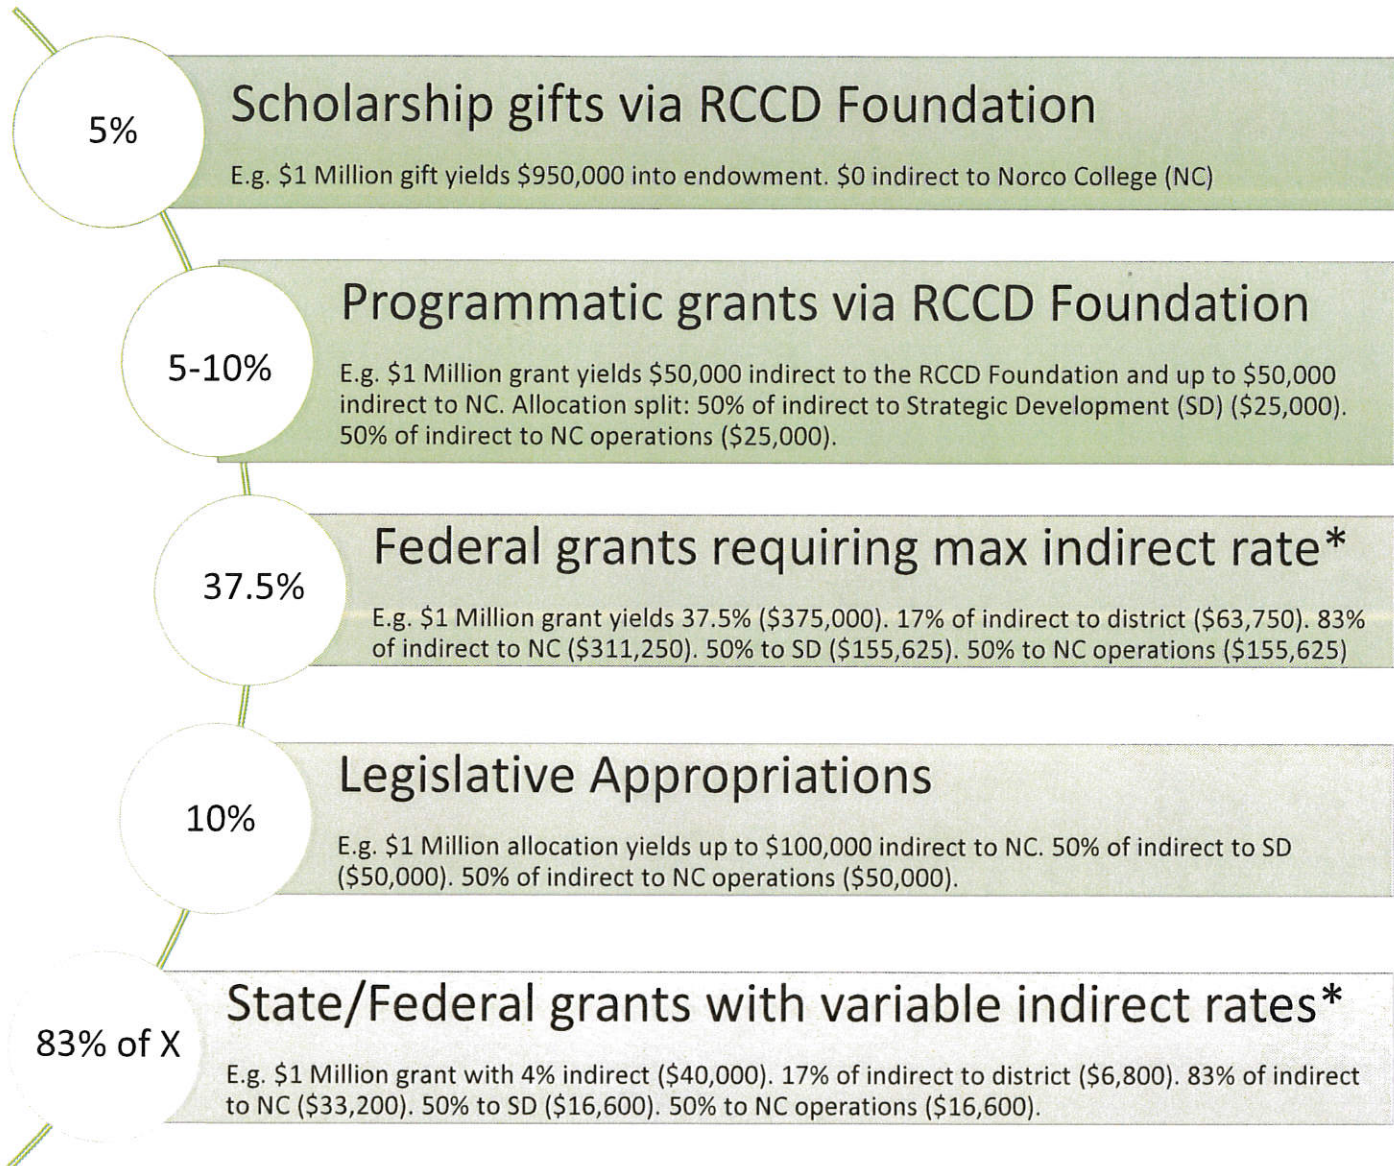 5%
Scholarship gifts via RCCD Foundation
E.g. $1 Million gift yields $950,000 into endowment. $0 indirect to Norco College (NC)
5-10%
Programmatic grants via RCCD Foundation
E.g. $1 Million grant yields $50,000 indirect to the RCCD Foundation and up to $50,000
indirect to NC. Allocation split: 50% of indirect to Strategic Development (SD) ($25,000).
50% of indirect to NC operations ($25,000).
37.5%
Federal grants requiring max indirect rate*
E.g. $1 Million grant yields 37.5% ($375,000). 17% of indirect to district ($63,750). 83%
of indirect to NC ($311,250). 50% to SD ($155,625). 50% to NC operations ($155,625)
10%
Legislative Appropriations
E.g. $1 Million allocation yields up to $100,000 indirect to NC. 50% of indirect to SD
($50,000). 50% of indirect to NC operations ($50,000).
83% of X
State/Federal grants with variable indirect rates*
E.g. $1 Million grant with 4% indirect ($40,000). 17% of indirect to district ($6,800). 83% of indirect
to NC ($33,200). 50% to SD ($16,600). 50% to NC operations ($16,600).